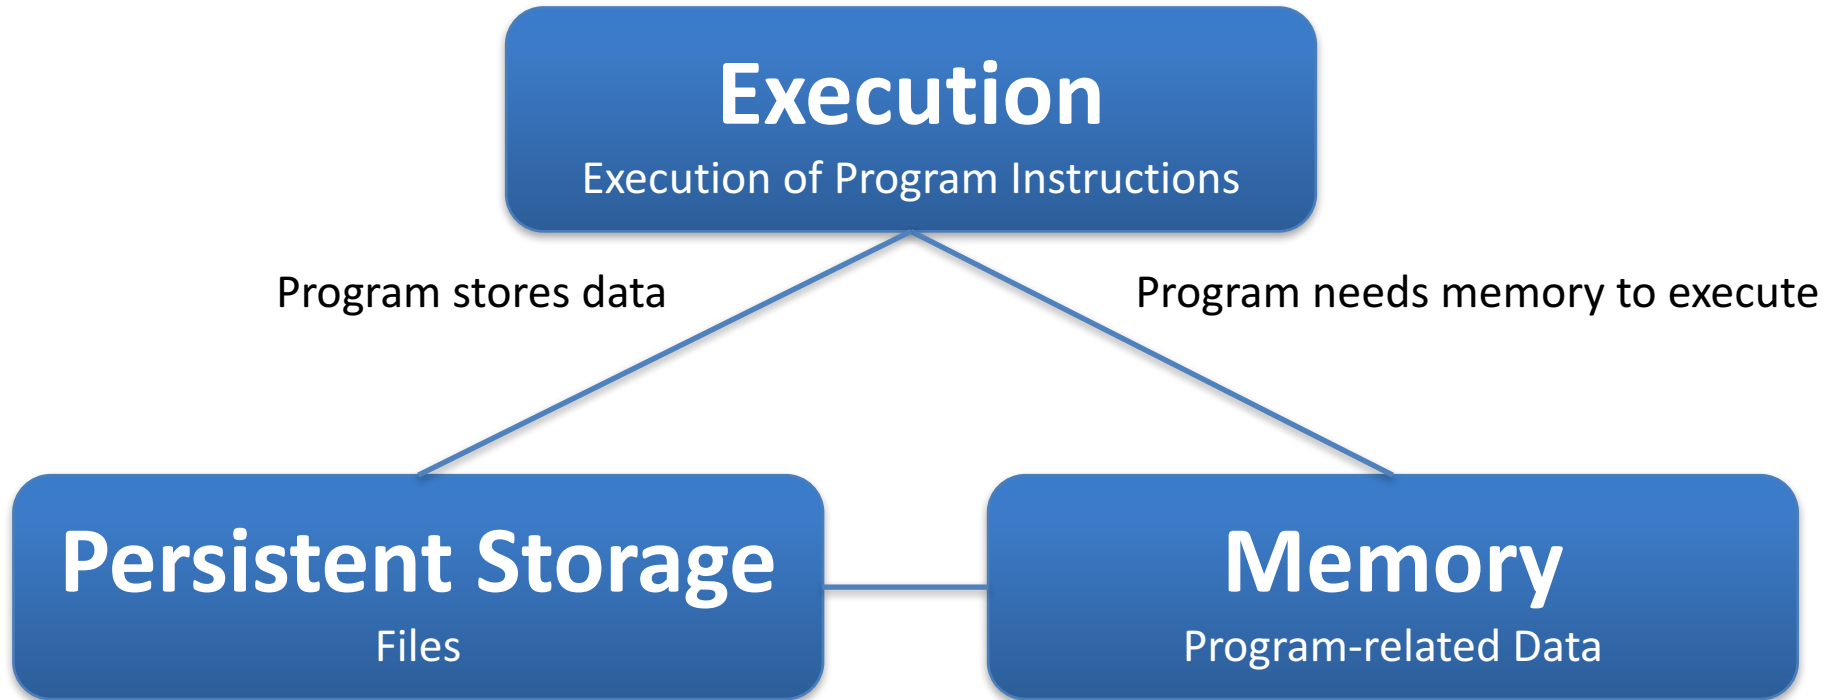 Execution
Execution of Program Instructions
Program stores data
Program needs memory to execute
Persistent Storage
Files
Memory
Program-related Data